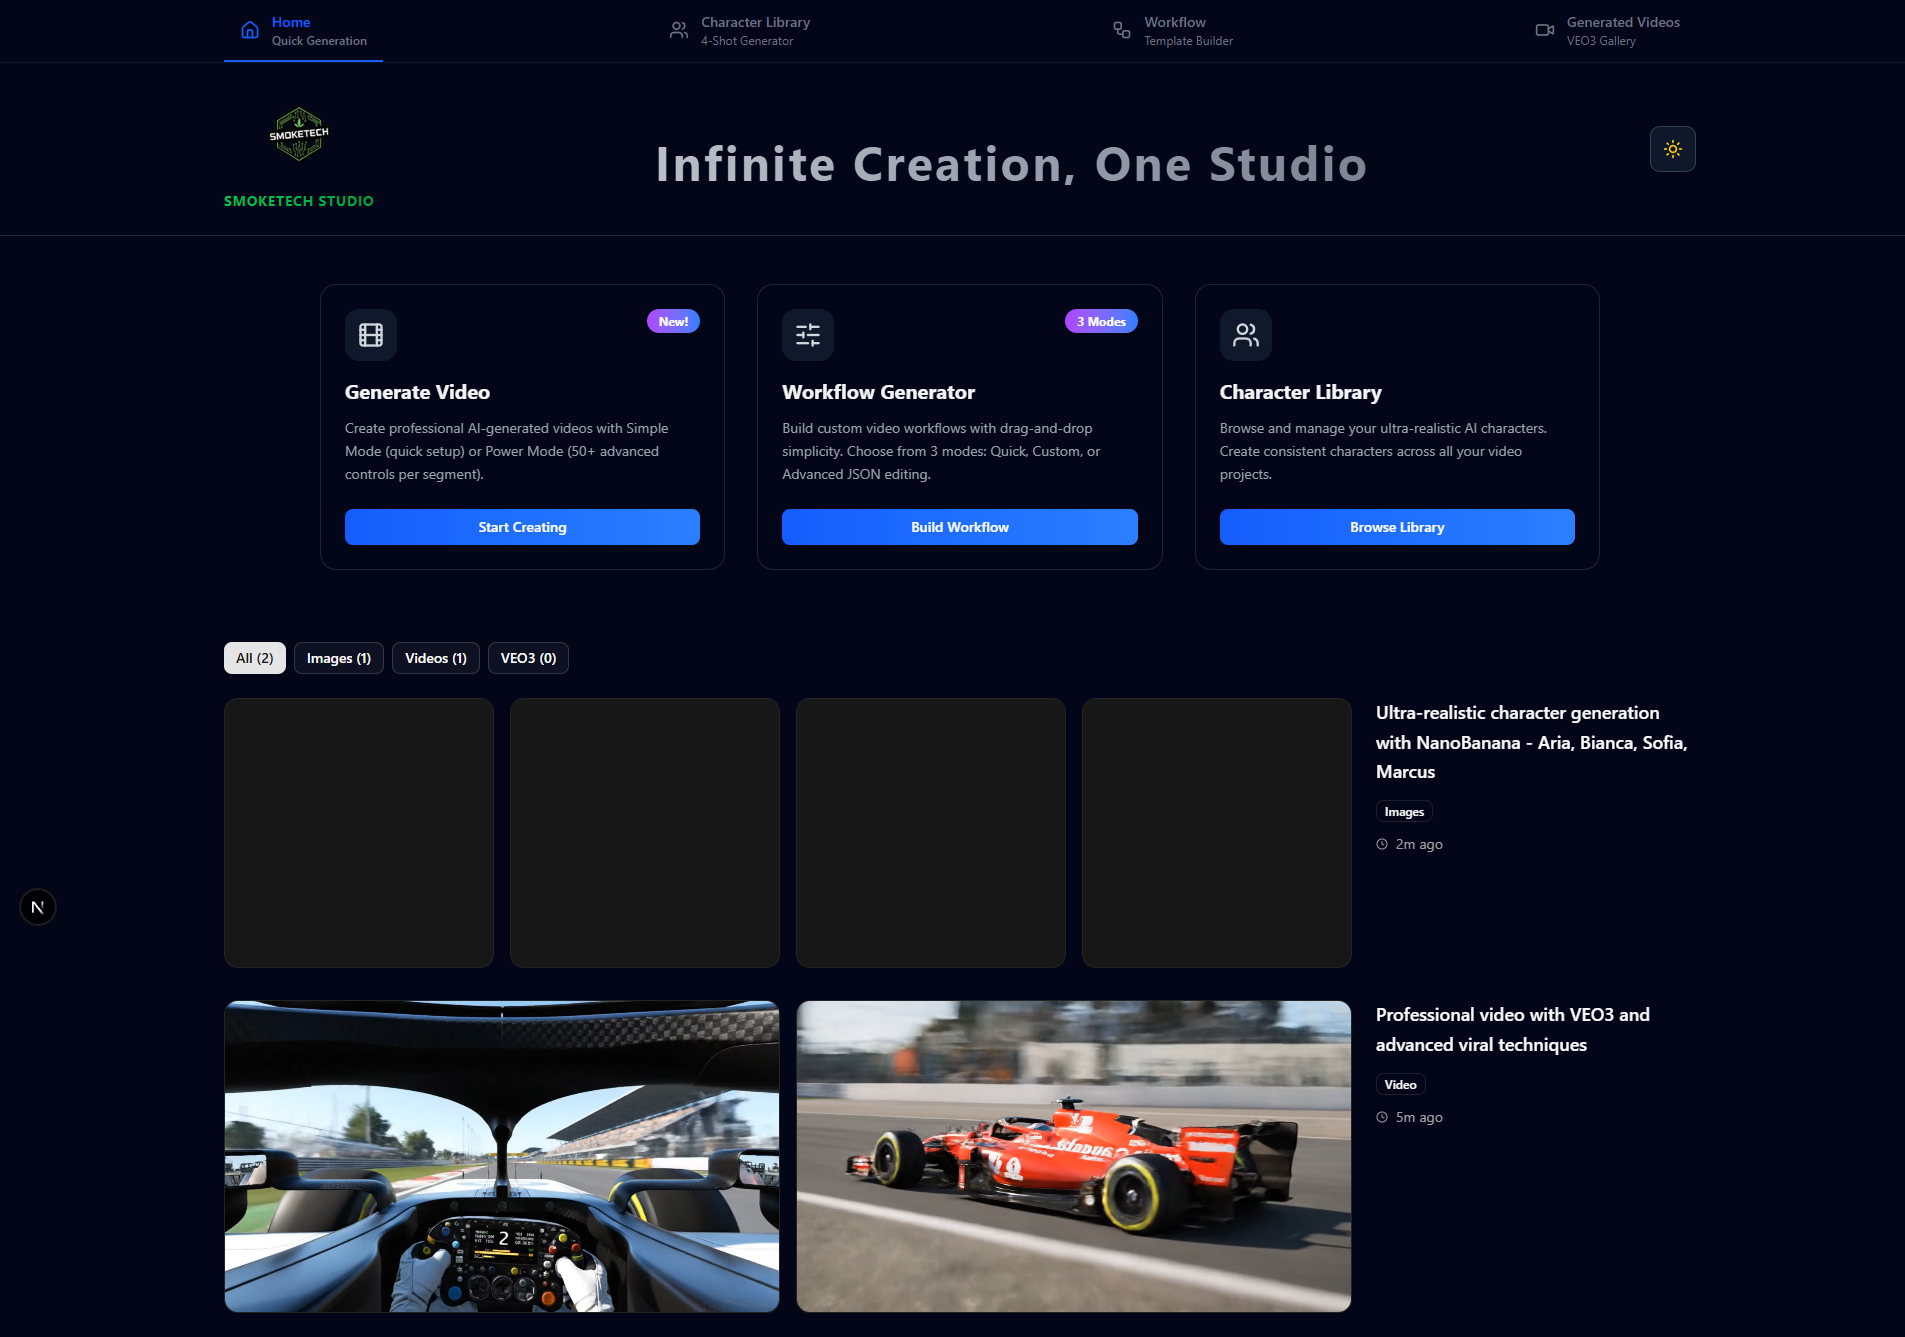 Home
Quick Generation
Character Library
4-Shot Generator
Workflow
Template Builder
Generated Videos
VEO3 Gallery
SMOKETECH
SMOKETECH STUDIO
Infinite Creation, One Studio
New!
Generate Video
Create professional AI-generated videos with Simple
Mode (quick setup) or Power Mode (50+ advanced
controls per segment).
Start Creating
3 Modes
Workflow Generator
Build custom video workflows with drag-and-drop
simplicity. Choose from 3 modes: Quick, Custom, or
Advanced JSON editing.
Build Workflow
Character Library
Browse and manage your ultra-realistic AI characters.
Create consistent characters across all your video
projects.
Browse Library
All (2)
Images (1)
Videos (1)
VEO3 (0)
Ultra-realistic character generation
with NanoBanana - Aria, Bianca, Sofia,
Marcus
Images
2m ago
N
2
Professional video with VEO3 and
advanced viral techniques
Video
5m ago